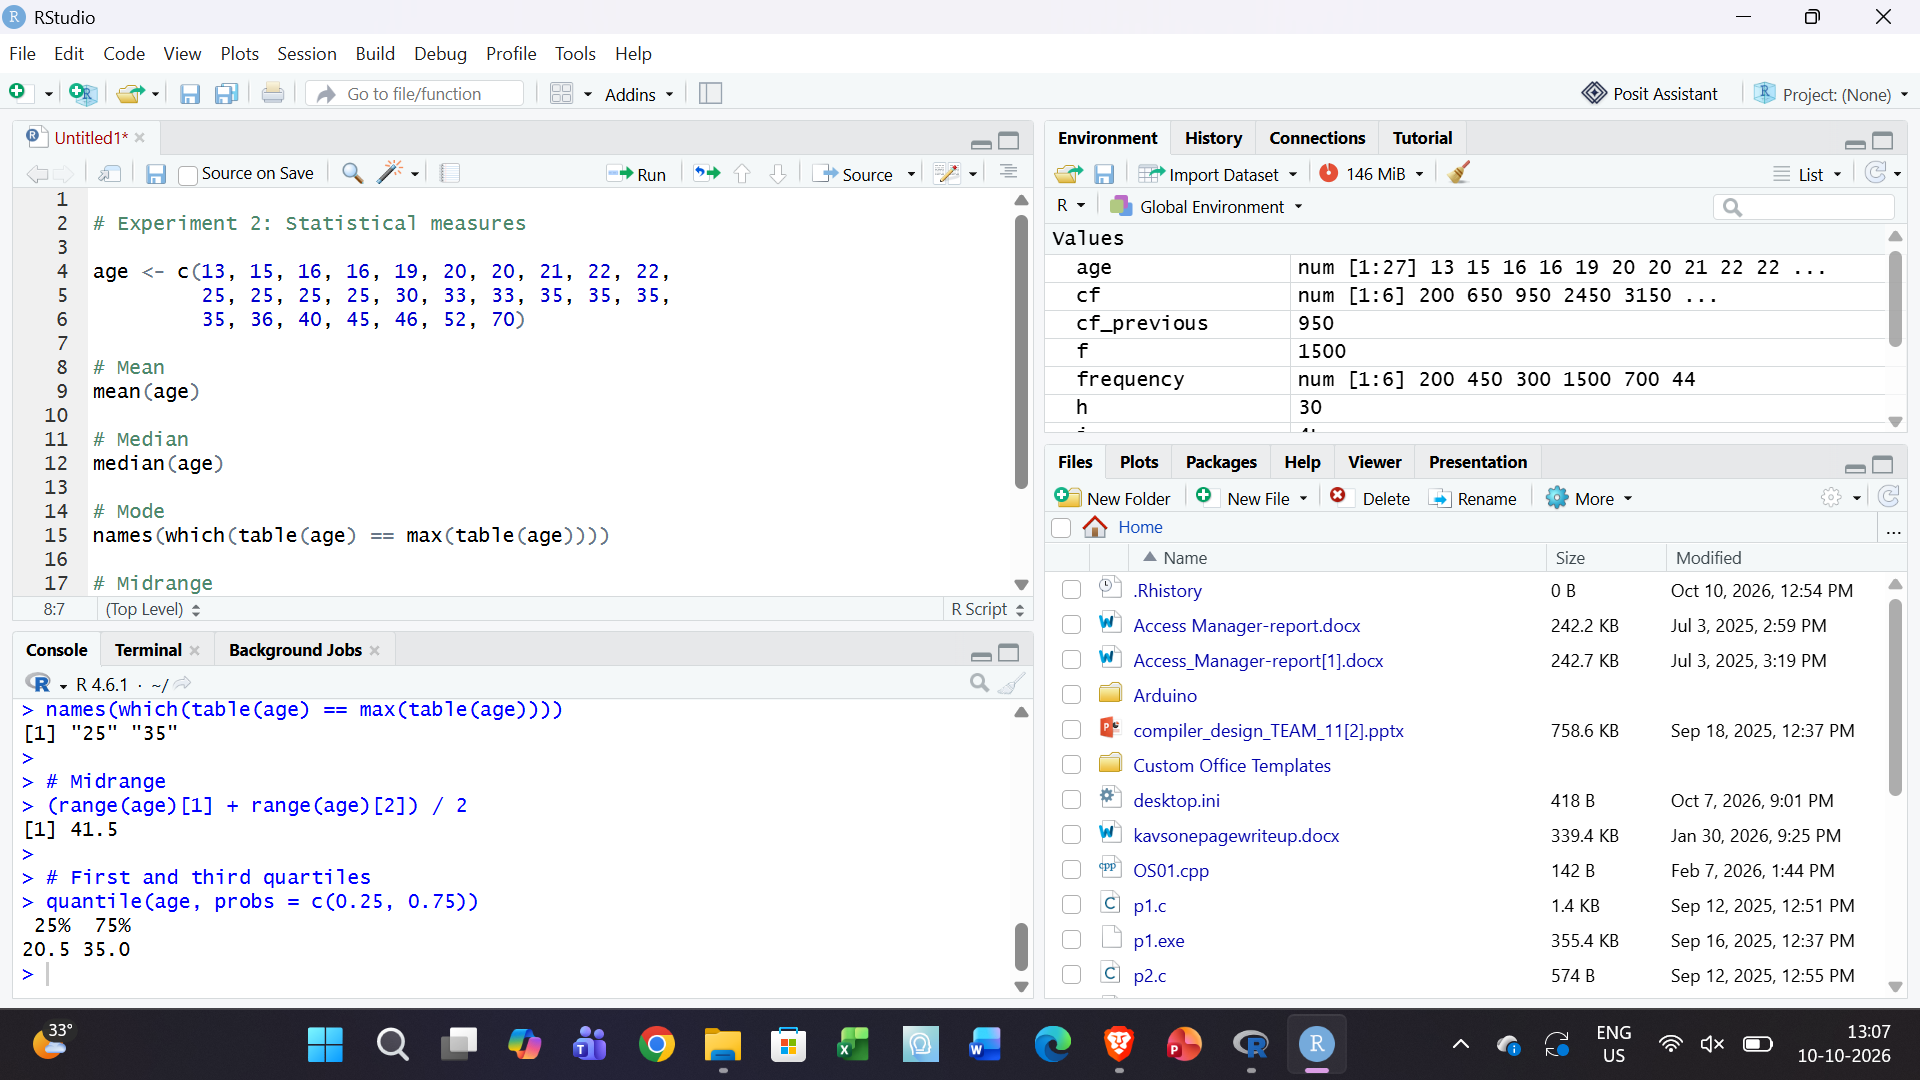 RStudio
File Edit Code View Plots Session Build Debug Profile Tools Help
Go to file/function Addins Posit Assistant Project: (None)
Untitled1*
Source on Save Run Source
1
2 # Experiment 2: Statistical measures
3
4 age <- c(13, 15, 16, 16, 19, 20, 20, 21, 22, 22,
5 25, 25, 25, 25, 30, 33, 33, 35, 35, 35,
6 35, 36, 40, 45, 46, 52, 70)
7
8 # Mean
9 mean(age)
10
11 # Median
12 median(age)
13
14 # Mode
15 names(which(table(age) == max(table(age))))
16
17 # Midrange
8:7 (Top Level) R Script
Console Terminal Background Jobs
R 4.6.1 · ~/
> names(which(table(age) == max(table(age))))
[1] "25" "35"
>
> # Midrange
> (range(age)[1] + range(age)[2]) / 2
[1] 41.5
>
> # First and third quartiles
> quantile(age, probs = c(0.25, 0.75))
25% 75%
20.5 35.0
>
Environment History Connections Tutorial
Import Dataset 146 MiB List
R Global Environment
Values
age num [1:27] 13 15 16 16 19 20 20 21 22 22 ...
cf num [1:6] 200 650 950 2450 3150 ...
cf_previous 950
f 1500
frequency num [1:6] 200 450 300 1500 700 44
h 30
Files Plots Packages Help Viewer Presentation
New Folder New File Delete Rename More
Home ...
Name Size Modified
.Rhistory 0 B Oct 10, 2026, 12:54 PM
Access Manager-report.docx 242.2 KB Jul 3, 2025, 2:59 PM
Access_Manager-report[1].docx 242.7 KB Jul 3, 2025, 3:19 PM
Arduino
compiler_design_TEAM_11[2].pptx 758.6 KB Sep 18, 2025, 12:37 PM
Custom Office Templates
desktop.ini 418 B Oct 7, 2026, 9:01 PM
kavsonepagewriteup.docx 339.4 KB Jan 30, 2026, 9:25 PM
OS01.cpp 142 B Feb 7, 2026, 1:44 PM
p1.c 1.4 KB Sep 12, 2025, 12:51 PM
p1.exe 355.4 KB Sep 16, 2025, 12:37 PM
p2.c 574 B Sep 12, 2025, 12:55 PM
33°
ENG
US
13:07
10-10-2026